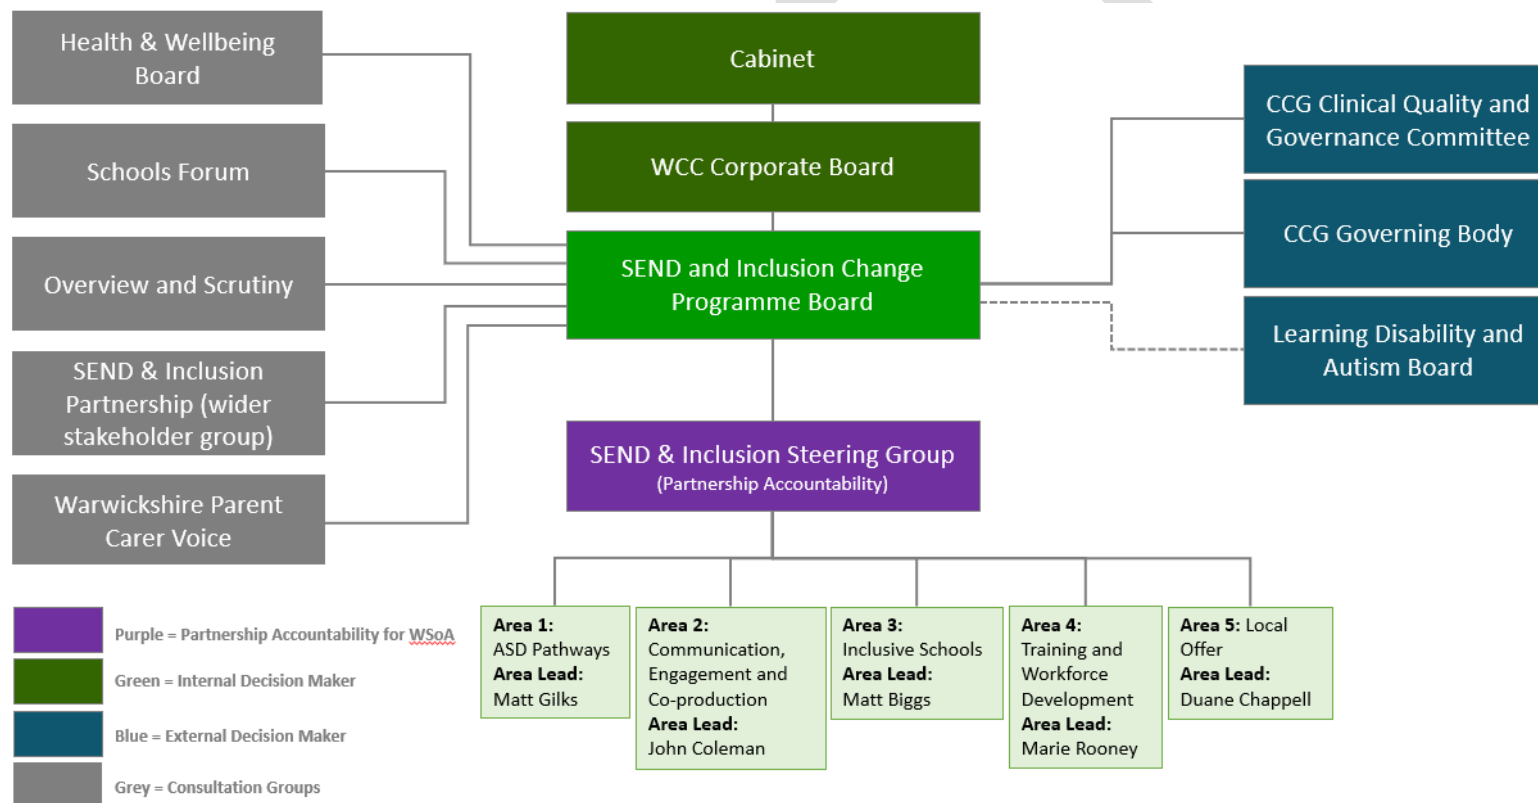 Health & Wellbeing
Board
Schools Forum
Overview and Scrutiny
SEND & Inclusion
Partnership (wider
stakeholder group)
Warwickshire Parent
Carer Voice
Cabinet
WCC Corporate Board
SEND and Inclusion Change
Programme Board
SEND & Inclusion Steering Group
(Partnership Accountability)
CCG Clinical Quality and
Governance Committee
CCG Governing Body
Learning Disability and
Autism Board
Purple = Partnership Accountability for WSoA
Green = Internal Decision Maker
Blue = External Decision Maker
Grey = Consultation Groups
Area 1:
ASD Pathways
Area Lead:
Matt Gilks
Area 2:
Communication,
Engagement and
Co-production
Area Lead:
John Coleman
Area 3:
Inclusive Schools
Area Lead:
Matt Biggs
Area 4:
Training and
Workforce
Development
Area Lead:
Marie Rooney
Area 5: Local
Offer
Area Lead:
Duane Chappell